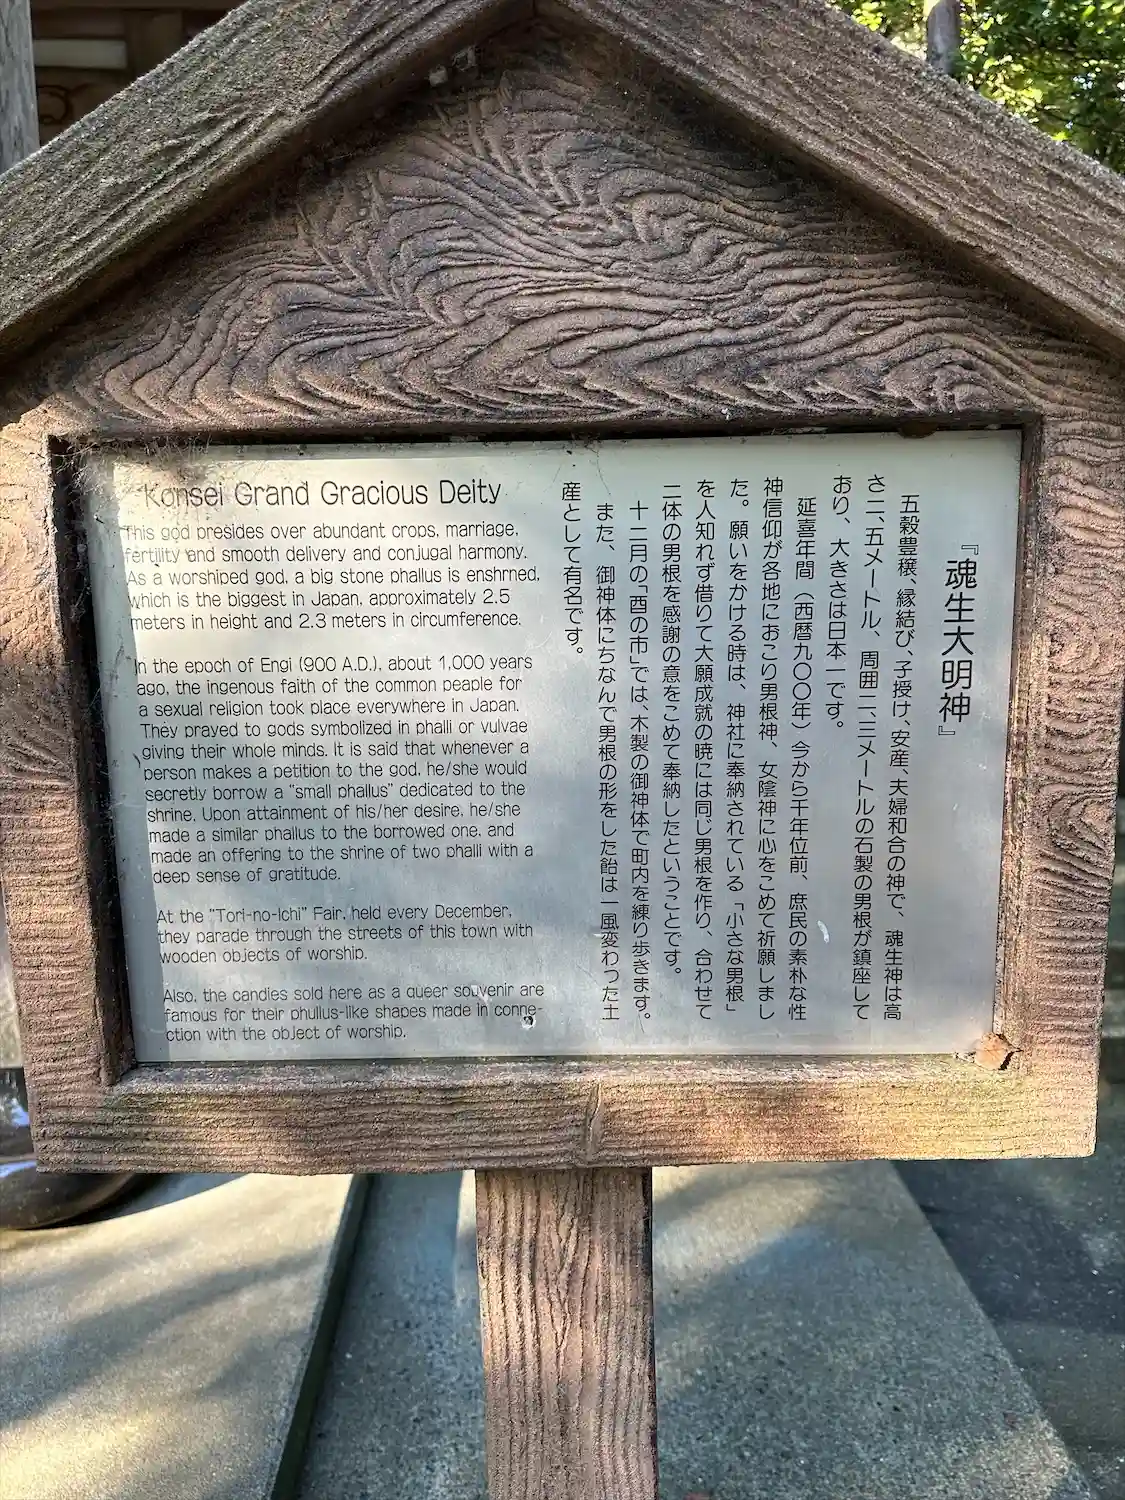 Konsei Grand Gracious Deity
This god presides over abundant crops, marriage,
fertility and smooth delivery and conjugal harmony.
As a worshiped god, a big stone phallus is enshrned,
which is the biggest in Japan, approximately 2.5
meters in height and 2.3 meters in circumference.
In the epoch of Engi (900 A.D.), about 1,000 years
ago, the ingenous faith of the common peaple for
a sexual religion took place everywhere in Japan.
They prayed to gods symbolized in phalli or vulvae
giving their whole minds. It is said that whenever a
person makes a petition to the god, he/she would
secretly borrow a "small phallus" dedicated to the
shrine. Upon attainment of his/her desire, he/she
made a similar phallus to the borrowed one, and
made an offering to the shrine of two phalli with a
deep sense of gratitude.
At the "Tori-no-Ichi" Fair, held every December,
they parade through the streets of this town with
wooden objects of worship.
Also, the candies sold here as a queer souvenir are
famous for their phullus-like shapes made in conne-
ction with the object of worship.
『魂生大明神』
五穀豊穣、縁結び、子授け、安産、夫婦和合の神で、魂生神は高
さ二、五メートル、周囲二、三メートルの石製の男根が鎮座して
おり、大きさは日本一です。
延喜年間（西暦九〇〇年）今から千年位前、庶民の素朴な性
神信仰が各地におこり男根神、女陰神に心をこめて祈願しまし
た。願いをかける時は、神社に奉納されている「小さな男根」
を人知れず借りて大願成就の暁には同じ男根を作り、合わせて
二体の男根を感謝の意をこめて奉納したということです。
十二月の「酉の市」では、木製の御神体で町内を練り歩きます。
また、御神体にちなんで男根の形をした飴は一風変わった土
産として有名です。